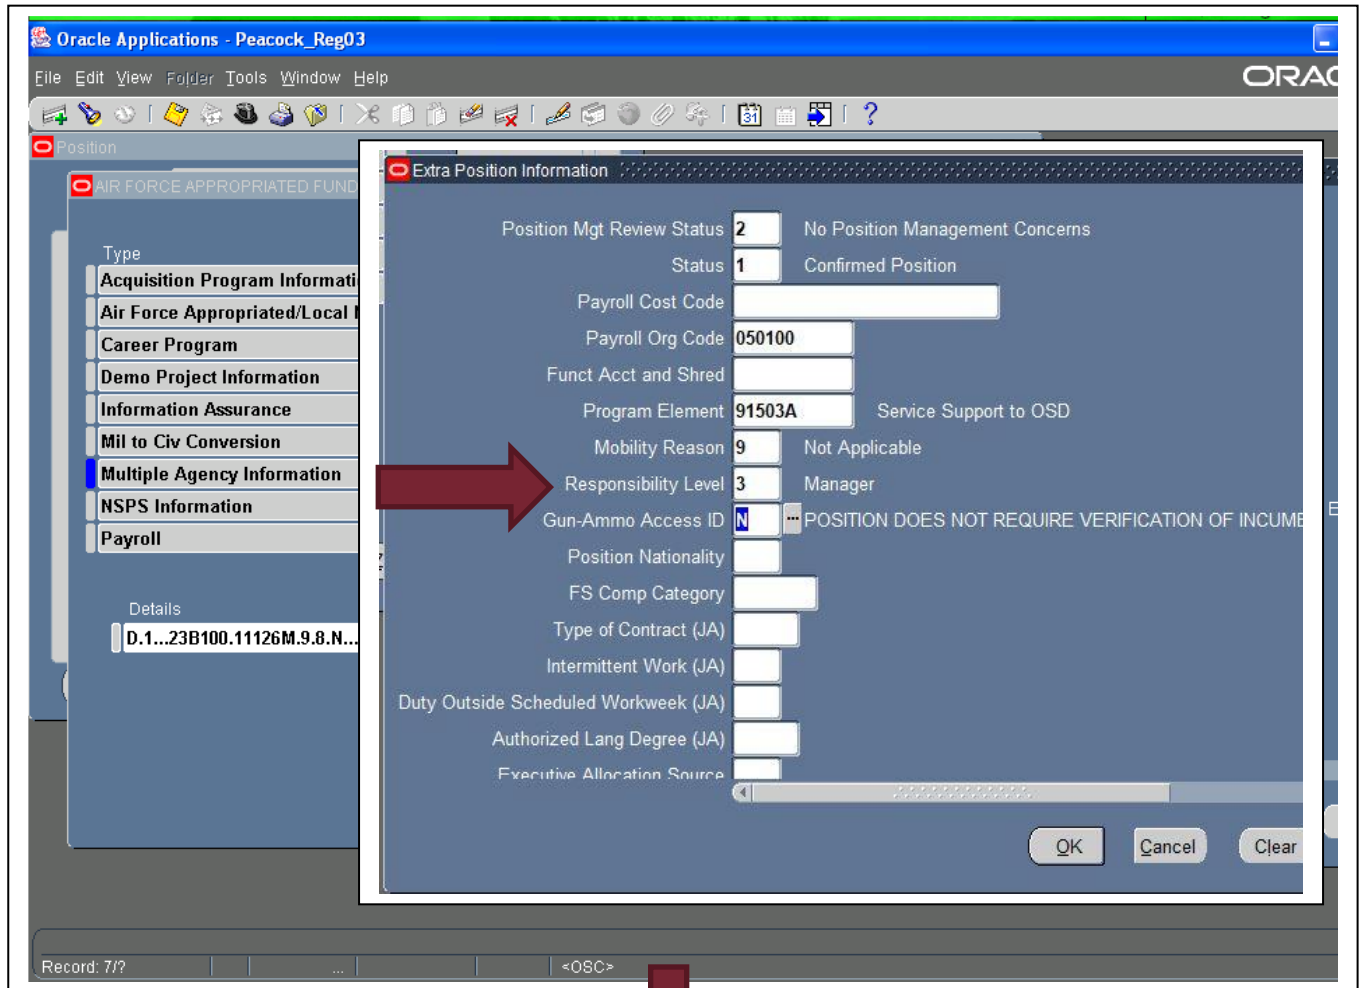 Oracle Applications - Peacock_Reg03
File Edit View Folder Tools Window Help
ORAC
31
?
Position
AIR FORCE APPROPRIATED FUND
Type
Acquisition Program Informati
Air Force Appropriated/Local
Career Program
Demo Project Information
Information Assurance
Mil to Civ Conversion
Multiple Agency Information
NSPS Information
Payroll
Details
D.1...23B100.11126M.9.8.N...
Extra Position Information
Position Mgt Review Status 2 No Position Management Concerns
Status 1 Confirmed Position
Payroll Cost Code
Payroll Org Code 050100
Funct Acct and Shred
Program Element 91503A Service Support to OSD
Mobility Reason 9 Not Applicable
Responsibility Level 3 Manager
Gun-Ammo Access ID N ... POSITION DOES NOT REQUIRE VERIFICATION OF INCUME
Position Nationality
FS Comp Category
Type of Contract (JA)
Intermittent Work (JA)
Duty Outside Scheduled Workweek (JA)
Authorized Lang Degree (JA)
Executive Allocation Source
OK Cancel Clear
Record: 7/? ... <OSC>